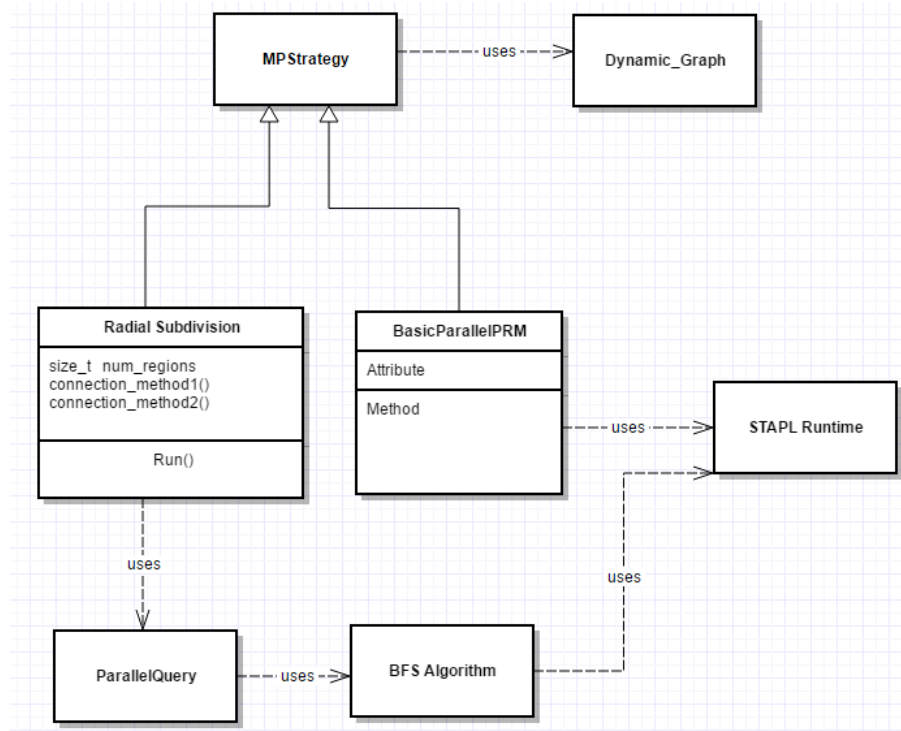 MPStrategy
uses
Dynamic_Graph
Radial Subdivision
size_t num_regions
connection_method1()
connection_method2()
Run()
BasicParallelPRM
Attribute
Method
uses
STAPL Runtime
uses
uses
ParallelQuery
uses
BFS Algorithm